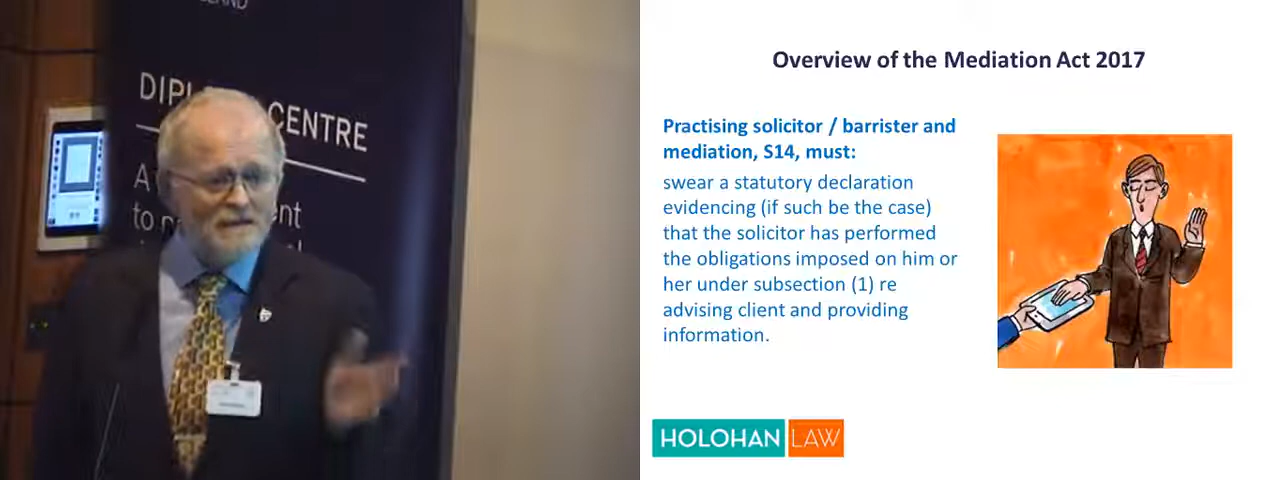 DIPL CENTRE
A
to
Overview of the Mediation Act 2017
Practising solicitor / barrister and
mediation, S14, must:
swear a statutory declaration
evidencing (if such be the case)
that the solicitor has performed
the obligations imposed on him or
her under subsection (1) re
advising client and providing
information.
HOLOHAN LAW